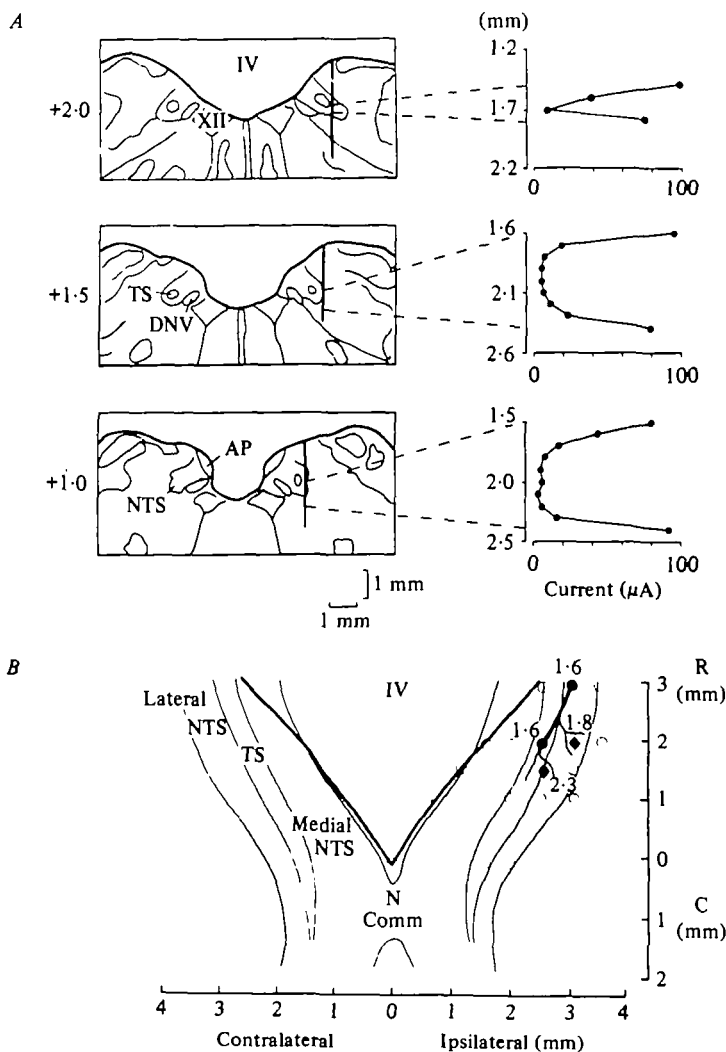 A
(mm)
IV
XII
+2·0
1·2
1·7
2·2
0
100
TS
DNV
+1·5
1·6
2·1
2·6
0
100
AP
NTS
+1·0
1·5
2·0
2·5
0
100
Current (μA)
1 mm
1 mm
B
Lateral
NTS
TS
Medial
NTS
IV
N
Comm
1·6
1·6
1·8
2·3
R
(mm)
3
2
1
0
C
(mm)
1
2
4 3 2 1 0 1 2 3 4
Contralateral Ipsilateral (mm)